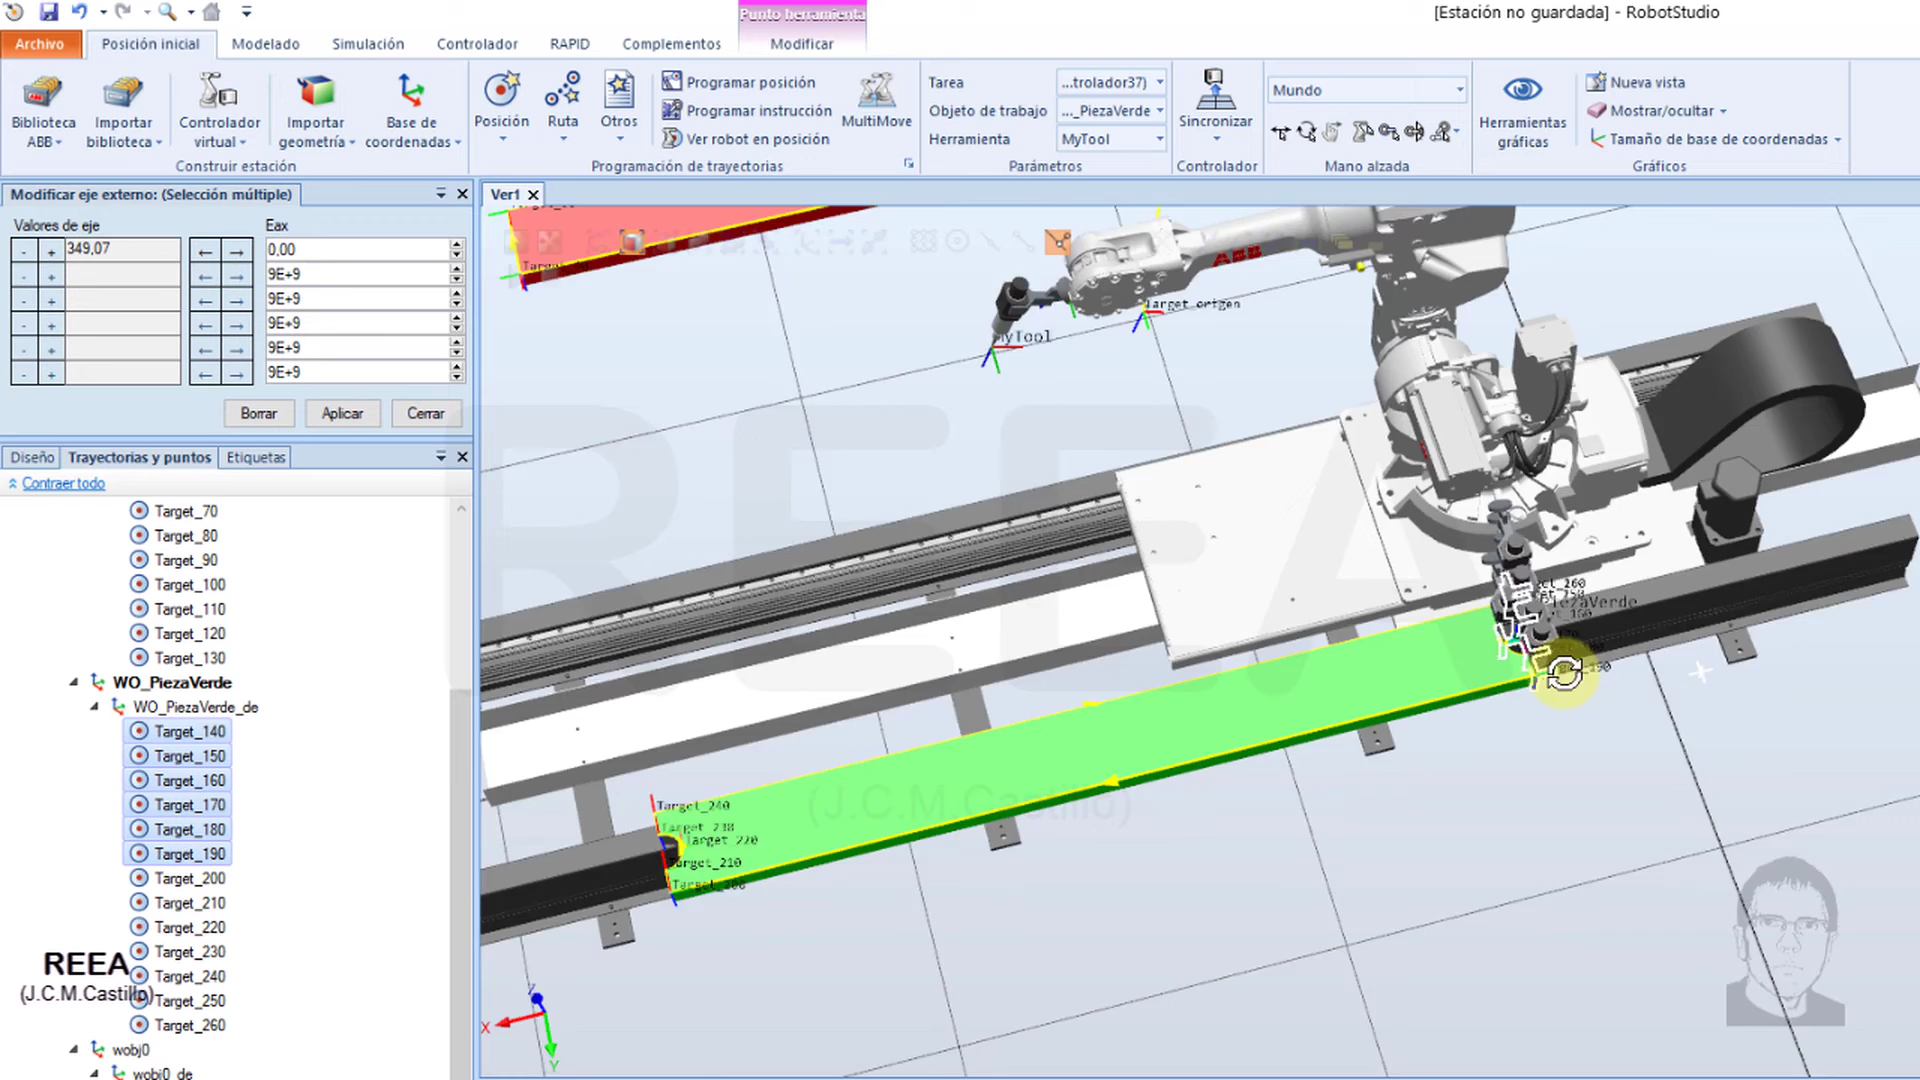 [Estación no guardada] - RobotStudio
Punto herramienta
Archivo
Posición inicial
Modelado
Simulación
Controlador
RAPID
Complementos
Modificar
Biblioteca ABB
Importar biblioteca
Controlador virtual
Importar geometría
Base de coordenadas
Construir estación
Posición
Ruta
Otros
Programar posición
Programar instrucción
Ver robot en posición
MultiMove
Programación de trayectorias
Tarea
...trolador37)
Objeto de trabajo
..._PiezaVerde
Herramienta
MyTool
Parámetros
Sincronizar
Controlador
Mundo
Mano alzada
Herramientas gráficas
Nueva vista
Mostrar/ocultar
Tamaño de base de coordenadas
Gráficos
Modificar eje externo: (Selección múltiple)
Valores de eje
Eax
- + 349,07
0,00
- +
9E+9
- +
9E+9
- +
9E+9
- +
9E+9
- +
9E+9
Borrar
Aplicar
Cerrar
Diseño
Trayectorias y puntos
Etiquetas
Contraer todo
Target_70
Target_80
Target_90
Target_100
Target_110
Target_120
Target_130
WO_PiezaVerde
WO_PiezaVerde_de
Target_140
Target_150
Target_160
Target_170
Target_180
Target_190
Target_200
Target_210
Target_220
Target_230
Target_240
Target_250
Target_260
wobj0
wobj0_de
REEA
(J.C.M.Castillo)
Ver1
ABB
Target_origen
MyTool
PiezaVerde
Target_240
Target_230
Target_220
Target_210
Target_200
X
Y
Z
REEA
(J.C.M.Castillo)